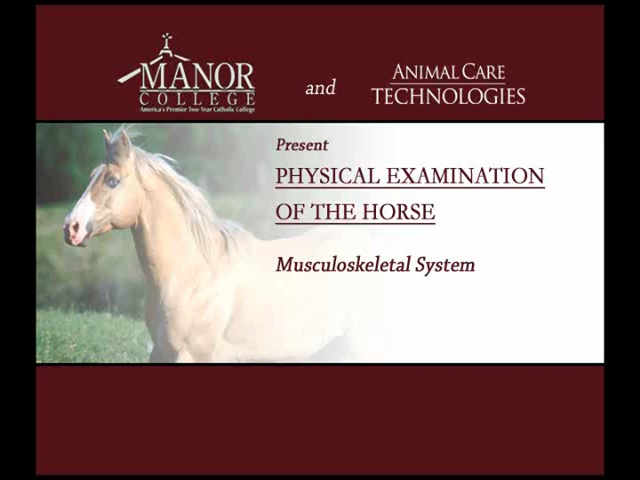 MANOR
COLLEGE
America's Premier Two-Year Catholic College
and
ANIMAL CARE
TECHNOLOGIES
Present
PHYSICAL EXAMINATION
OF THE HORSE
Musculoskeletal System